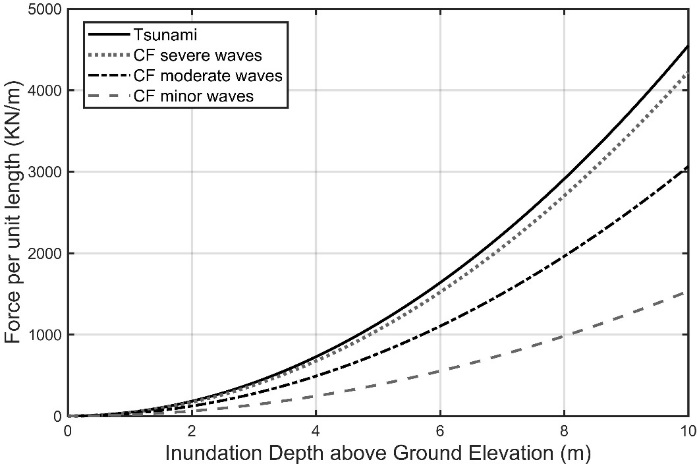 5000
4000
3000
2000
1000
0
Force per unit length (KN/m)
Tsunami
CF severe waves
CF moderate waves
CF minor waves
0 2 4 6 8 10
Inundation Depth above Ground Elevation (m)